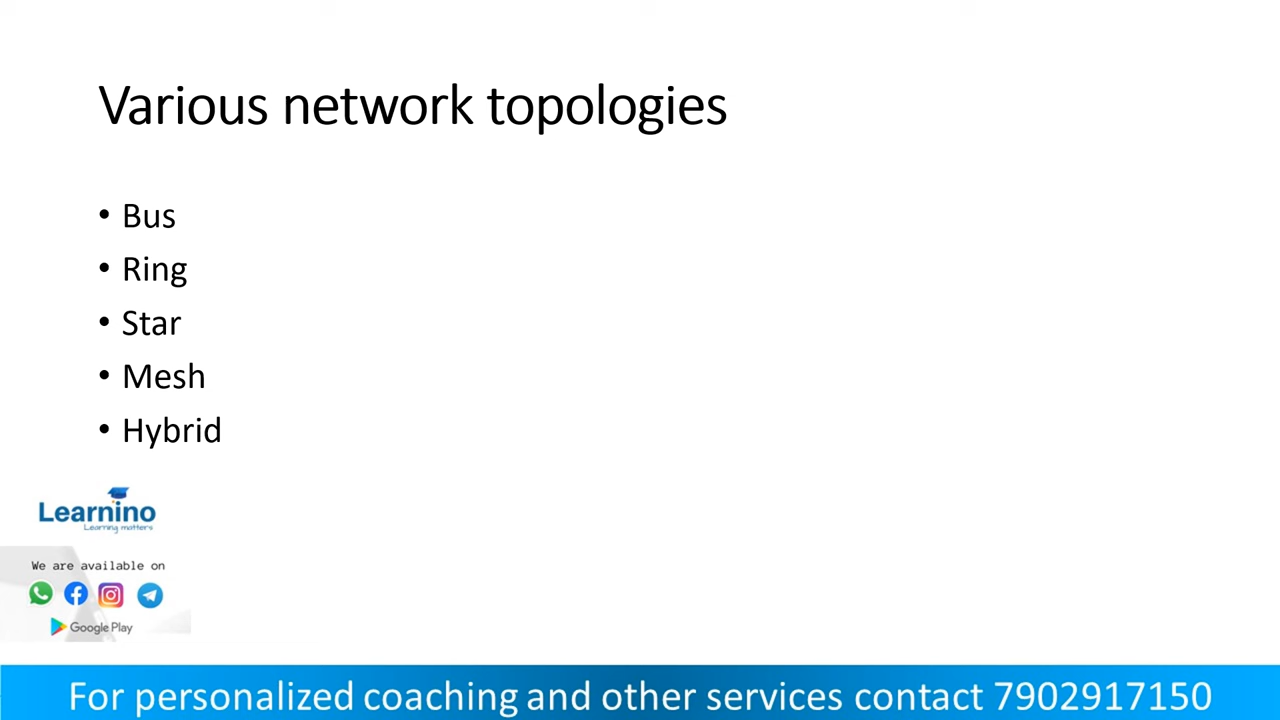 Various network topologies
• Bus
• Ring
• Star
• Mesh
• Hybrid
Learnino
Learning matters
We are available on
Google Play
For personalized coaching and other services contact 7902917150